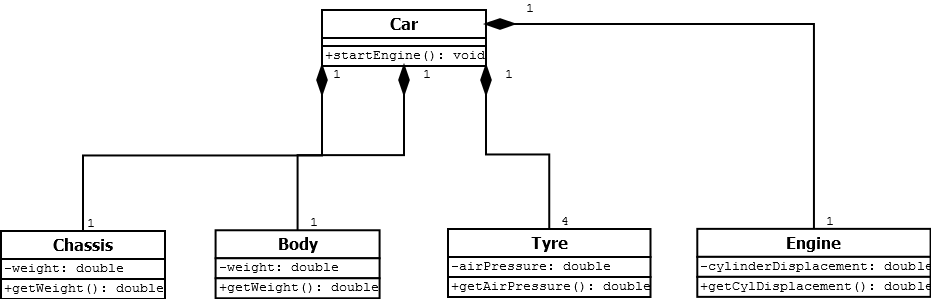 Car
1
+startEngine(): void
1
1
1
1
1
4
1
Chassis
Body
Tyre
Engine
-weight: double
-weight: double
-airPressure: double
-cylinderDisplacement: double
+getWeight(): double
+getWeight(): double
+getAirPressure(): double
+getCylDisplacement(): double